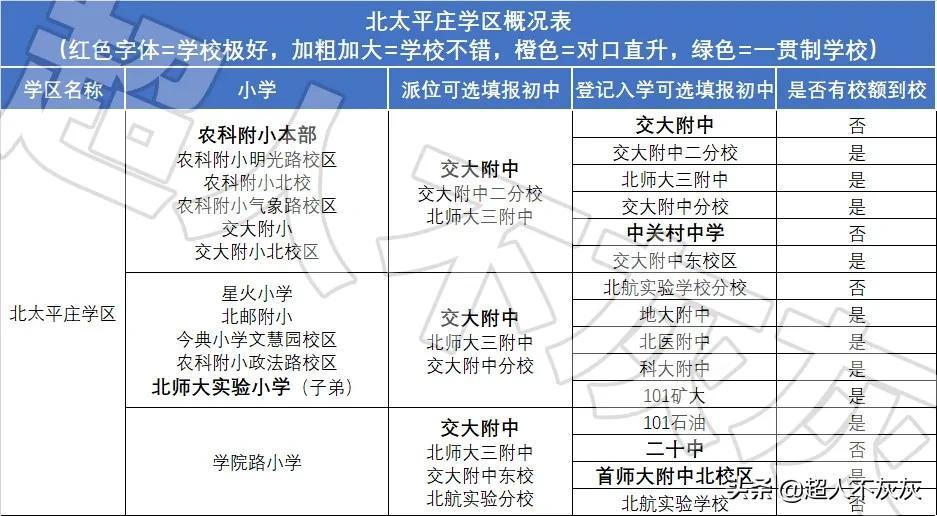 北太平庄学区概况表
(红色字体=学校极好，加粗加大=学校不错，橙色=对口直升，绿色=一贯制学校)
学区名称 小学 派位可选填报初中 登记入学可选填报初中 是否有校额到校
北太平庄学区
农科附小本部
农科附小明光路校区
农科附小北校
农科附小气象路校区
交大附小
交大附小北校区
交大附中
交大附中二分校
北师大三附中
星火小学
北邮附小
今典小学文慧园校区
农科附小政法路校区
北师大实验小学（子弟）
交大附中
北师大三附中
交大附中分校
学院路小学
交大附中
北师大三附中
交大附中东校
北航实验分校
交大附中 否
交大附中二分校 是
北师大三附中 是
交大附中分校 是
中关村中学 否
交大附中东校区 是
北航实验学校分校 否
地大附中 是
北医附中 是
科大附中 是
101矿大 是
101石油 是
二十中 否
首师大附中北校区 是
北航实验学校 否
头条 @超人不灰灰
超人不灰灰